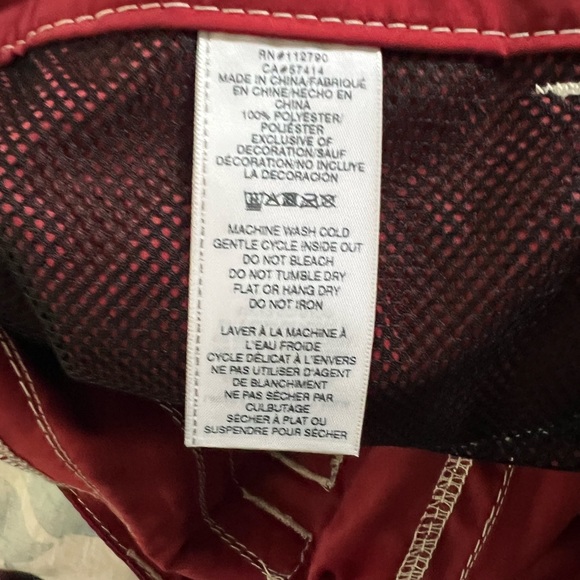 RN#112790
CA#57414
MADE IN CHINA/FABRIQUÉ
EN CHINE/HECHO EN
CHINA
100% POLYESTER/
POLIÉSTER
EXCLUSIVE OF
DECORATION/SAUF
DÉCORATION/NO INCLUYE
LA DECORACIÓN
MACHINE WASH COLD
GENTLE CYCLE INSIDE OUT
DO NOT BLEACH
DO NOT TUMBLE DRY
FLAT OR HANG DRY
DO NOT IRON
LAVER À LA MACHINE À
L'EAU FROIDE
CYCLE DÉLICAT À L'ENVERS
NE PAS UTILISER D'AGENT
DE BLANCHIMENT
NE PAS SÉCHER PAR
CULBUTAGE
SÉCHER À PLAT OU
SUSPENDRE POUR SÉCHER